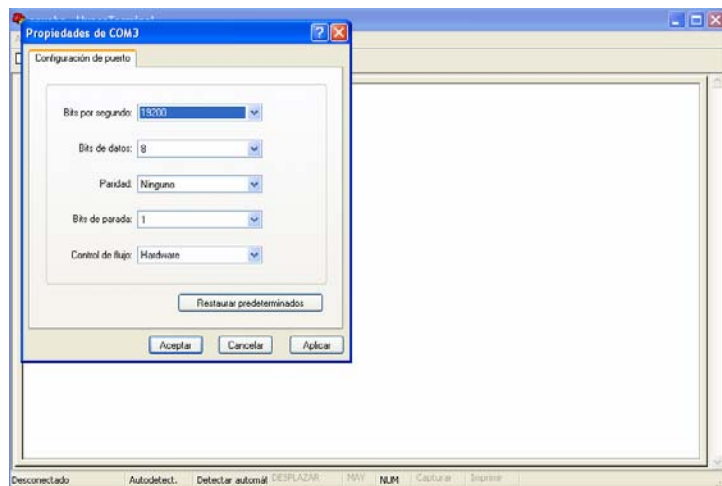 Propiedades de COM3
Configuración de puerto
Bits por segundo: 19200
Bits de datos: 8
Paridad: Ninguno
Bits de parada: 1
Control de flujo: Hardware
Restaurar predeterminados
Aceptar Cancelar Aplicar
Desconectado Autodetect. Detectar automát DESPLAZAR MAY NUM Capturar Imprimir